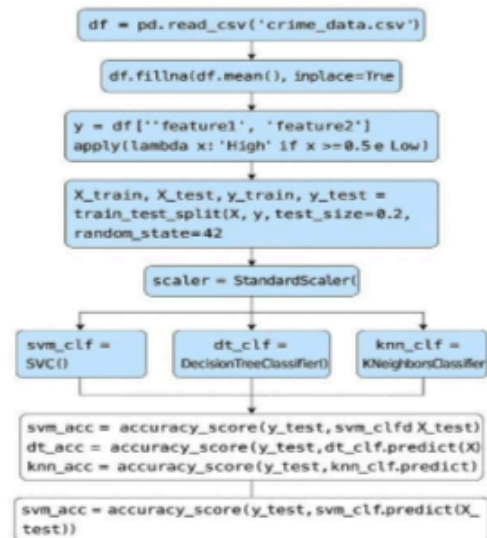 df = pd.read_csv('crime_data.csv')
df.fillna(df.mean(), inplace=True
y = df[''feature1', 'feature2']
apply(lambda x: 'High' if x >=0.5 e Low)
X_train, X_test, y_train, y_test =
train_test_split(X, y, test_size=0.2,
random_state=42
scaler = StandardScaler(
svm_clf =
SVC()
dt_clf =
DecisionTreeClassifier()
knn_clf =
KNeighborsClassifier
svm_acc = accuracy_score(y_test,svm_clfd X_test)
dt_acc = accuracy_score(y_test,dt_clf.predict(X)
knn_acc = accuracy_score(y_test,knn_clf.predict)
svm_acc = accuracy_score(y_test,svm_clf.predict(X_
test))